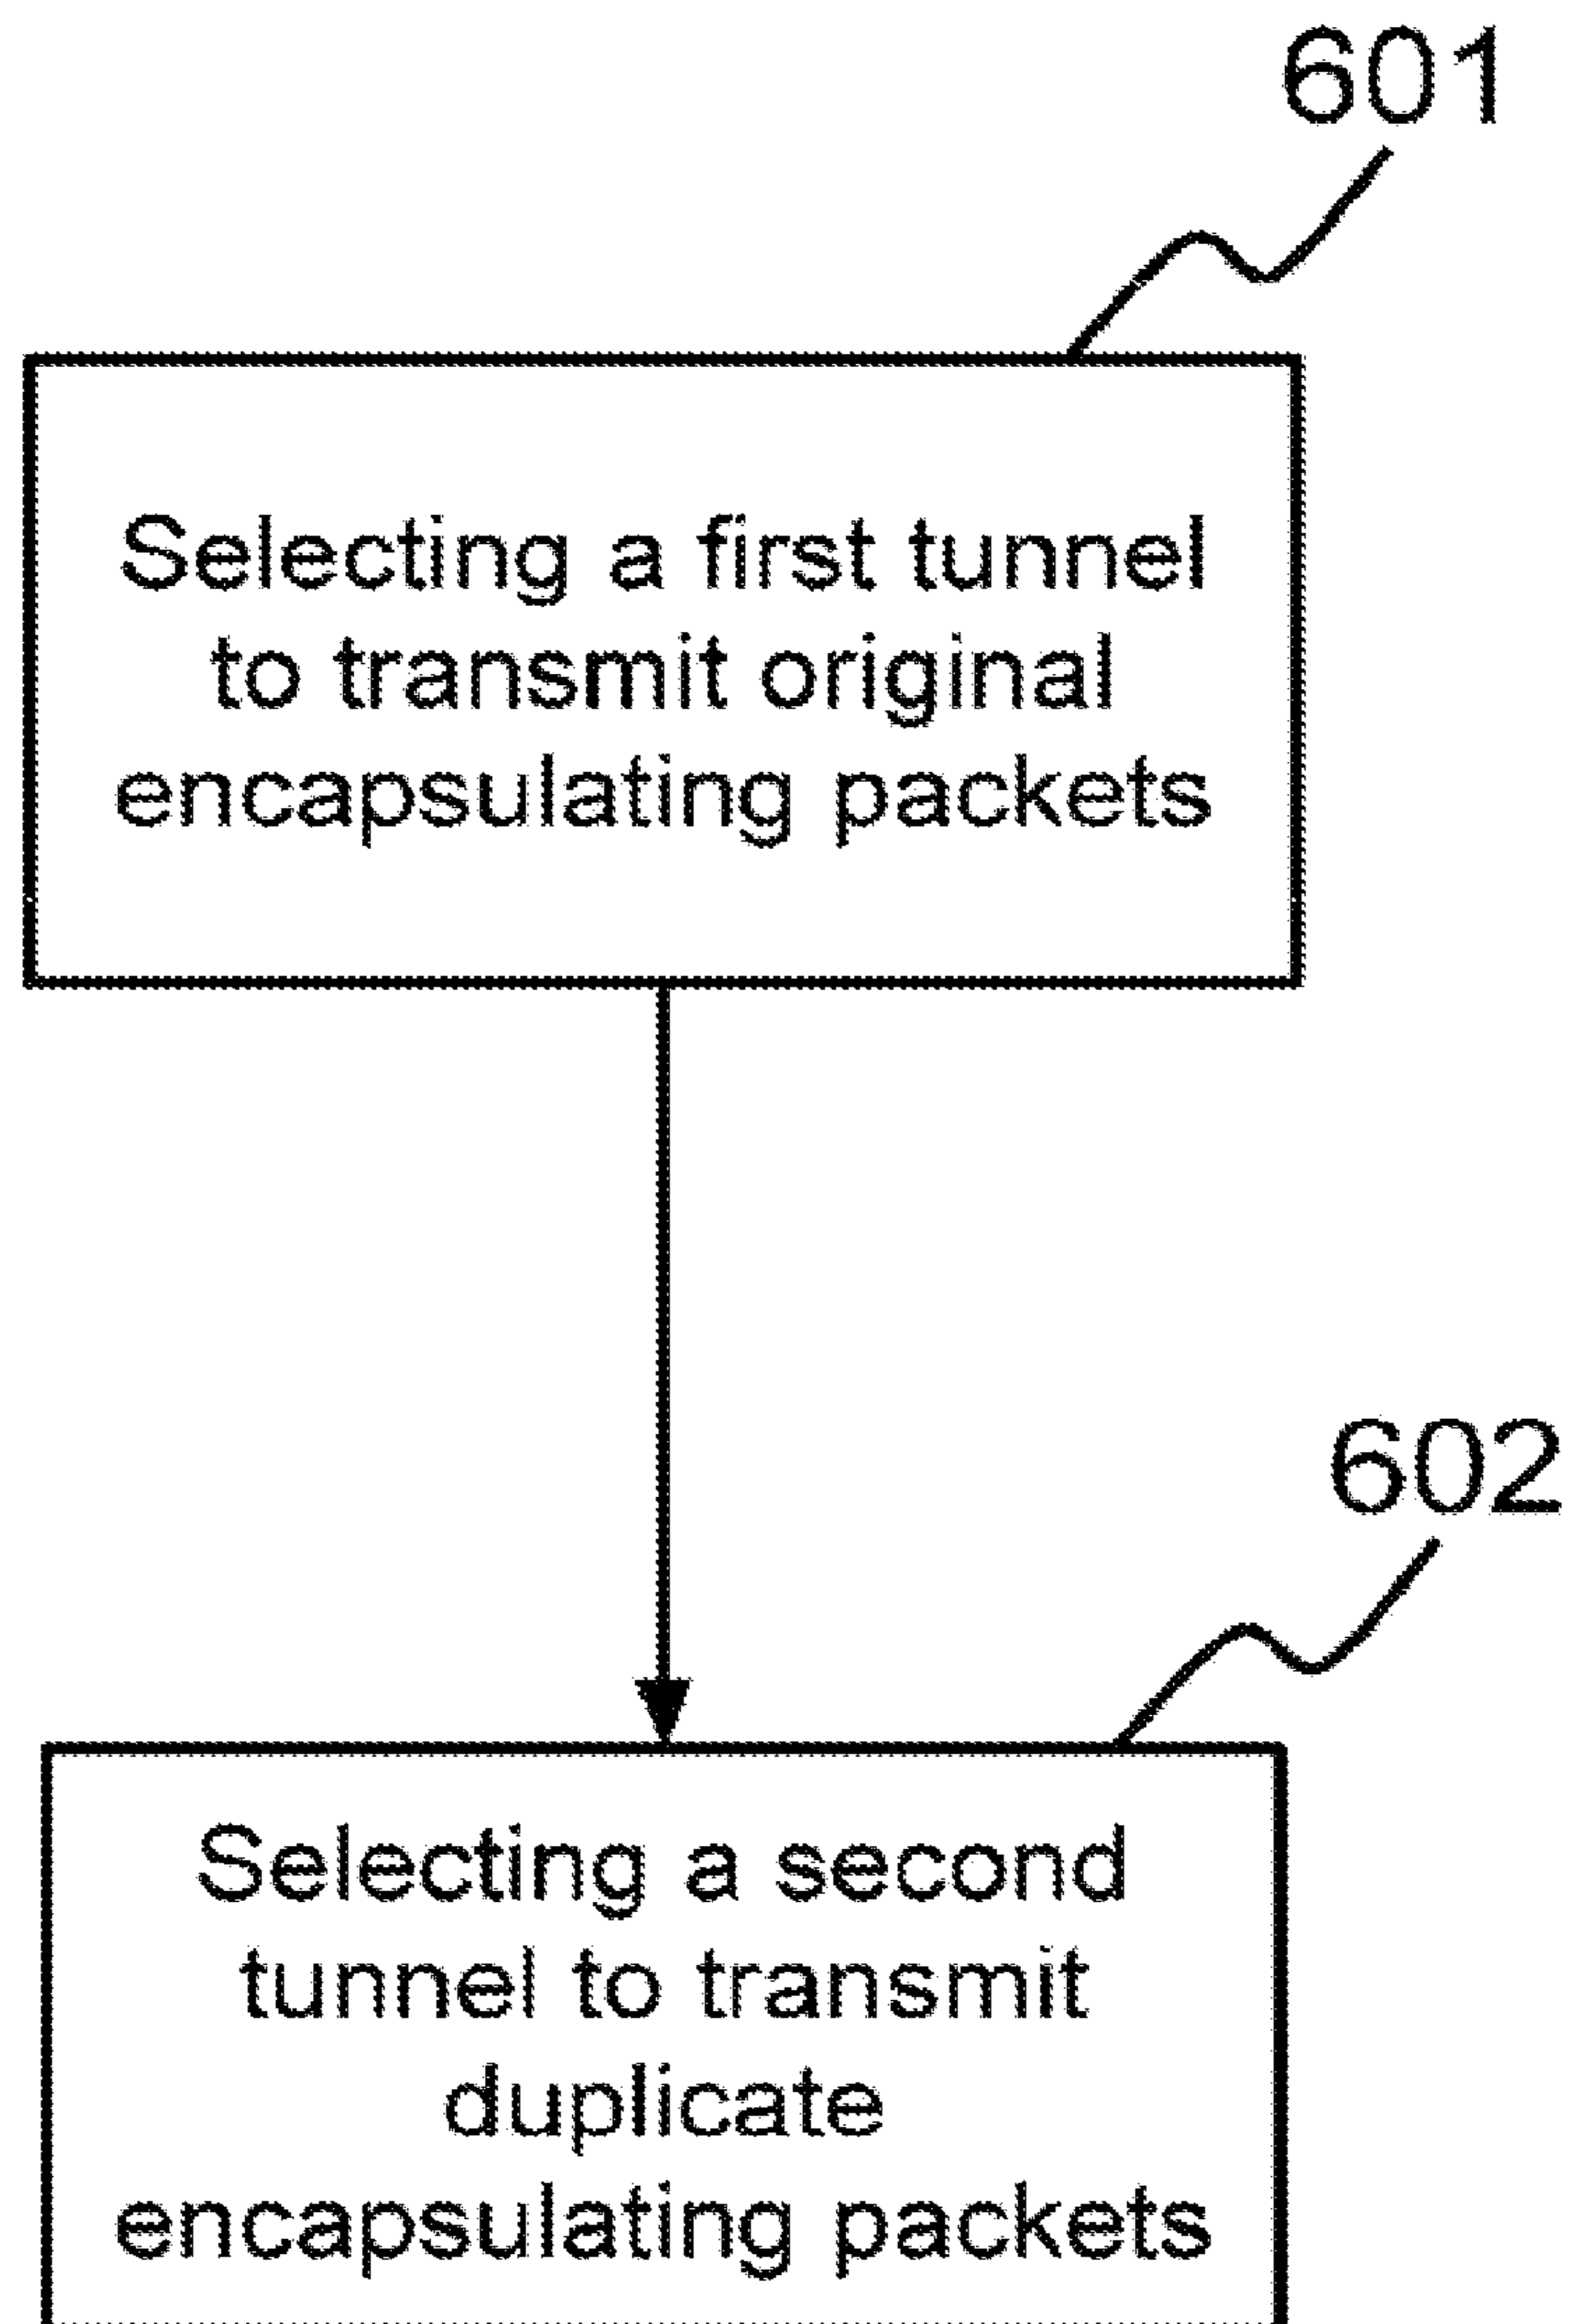 601
Selecting a first tunnel
to transmit original
encapsulating packets
602
Selecting a second
tunnel to transmit
duplicate
encapsulating packets